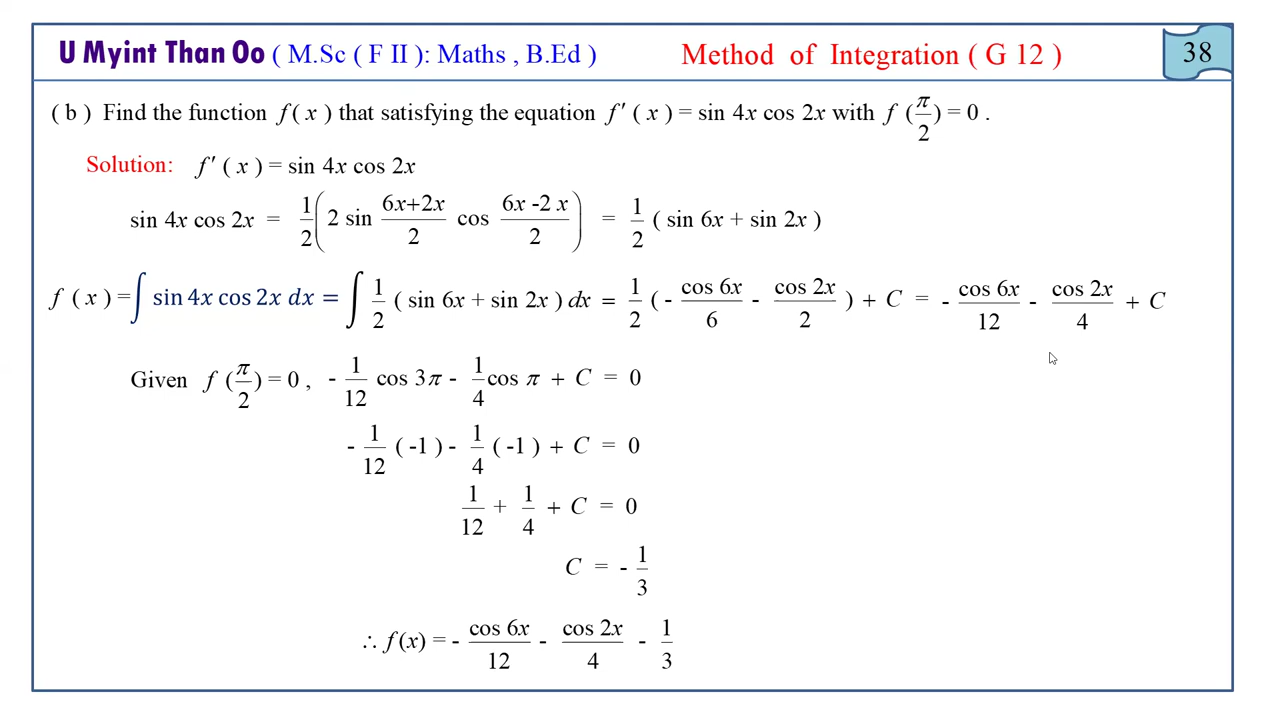 U Myint Than Oo ( M.Sc ( F II ): Maths , B.Ed ) Method of Integration ( G 12 ) 38
( b ) Find the function f( x ) that satisfying the equation f′ ( x ) = sin 4x cos 2x with f (π/2) = 0 .
Solution: f′ ( x ) = sin 4x cos 2x
sin 4x cos 2x = 1/2 ( 2 sin (6x+2x)/2 cos (6x -2 x)/2 ) = 1/2 ( sin 6x + sin 2x )
f ( x ) = ∫ sin 4x cos 2x dx = ∫ 1/2 ( sin 6x + sin 2x ) dx = 1/2 ( - cos 6x/6 - cos 2x/2 ) + C = - cos 6x/12 - cos 2x/4 + C
Given f (π/2) = 0 , - 1/12 cos 3π - 1/4 cos π + C = 0
- 1/12 ( -1 ) - 1/4 ( -1 ) + C = 0
1/12 + 1/4 + C = 0
C = - 1/3
∴ f(x) = - cos 6x/12 - cos 2x/4 - 1/3